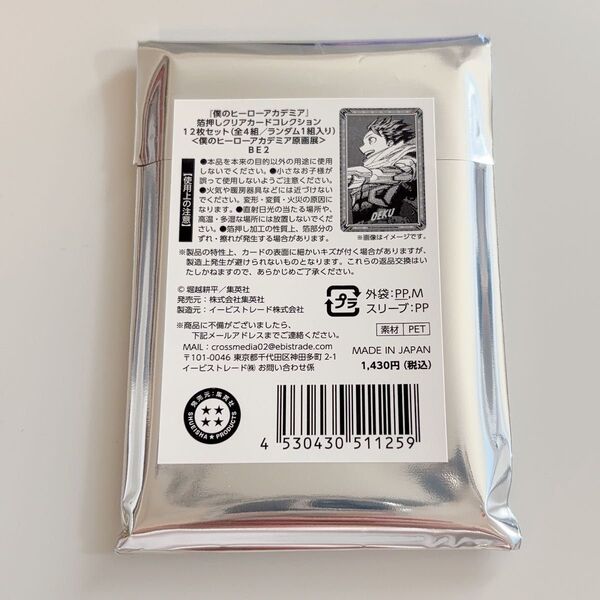 『僕のヒーローアカデミア』
箔押しクリアカードコレクション
12枚セット(全4組/ランダム1組入り)
<僕のヒーローアカデミア原画展>
BE2
【使用上の注意】
●本品を本来の目的以外の用途に使用
しないでください。●小さなお子様が
誤って使用しないようご注意ください。
●火気や暖房器具などには近づけない
でください。変形・変質・火災の原因に
なります。●直射日光の当たる場所や、
高温・多湿な場所には放置しないでくだ
さい。●箔押し加工の性質上、箔部分の
ずれ・擦れが発生する場合があります。
DEKU
※画像はイメージです。
※製品の特性上、カードの表面に細かいキズが付く場合がありますが、
製造上発生が避けられないものとなります。これらの返品交換はい
たしかねますので、あらかじめご了承ください。
© 堀越耕平/集英社
発売元:株式会社集英社
製造元:イービストレード株式会社
プラ
外袋:PP,M
スリーブ:PP
※商品に不備がございましたら、
下記メールアドレスまでご連絡ください。
MAIL:crossmedia02@ebistrade.com
〒101-0046 東京都千代田区神田多町2-1
イービストレード㈱ お問い合わせ係
素材 PET
MADE IN JAPAN
1,430円(税込)
発売元:集英社
SHUEISHA★PRODUCTS
4 530430 511259